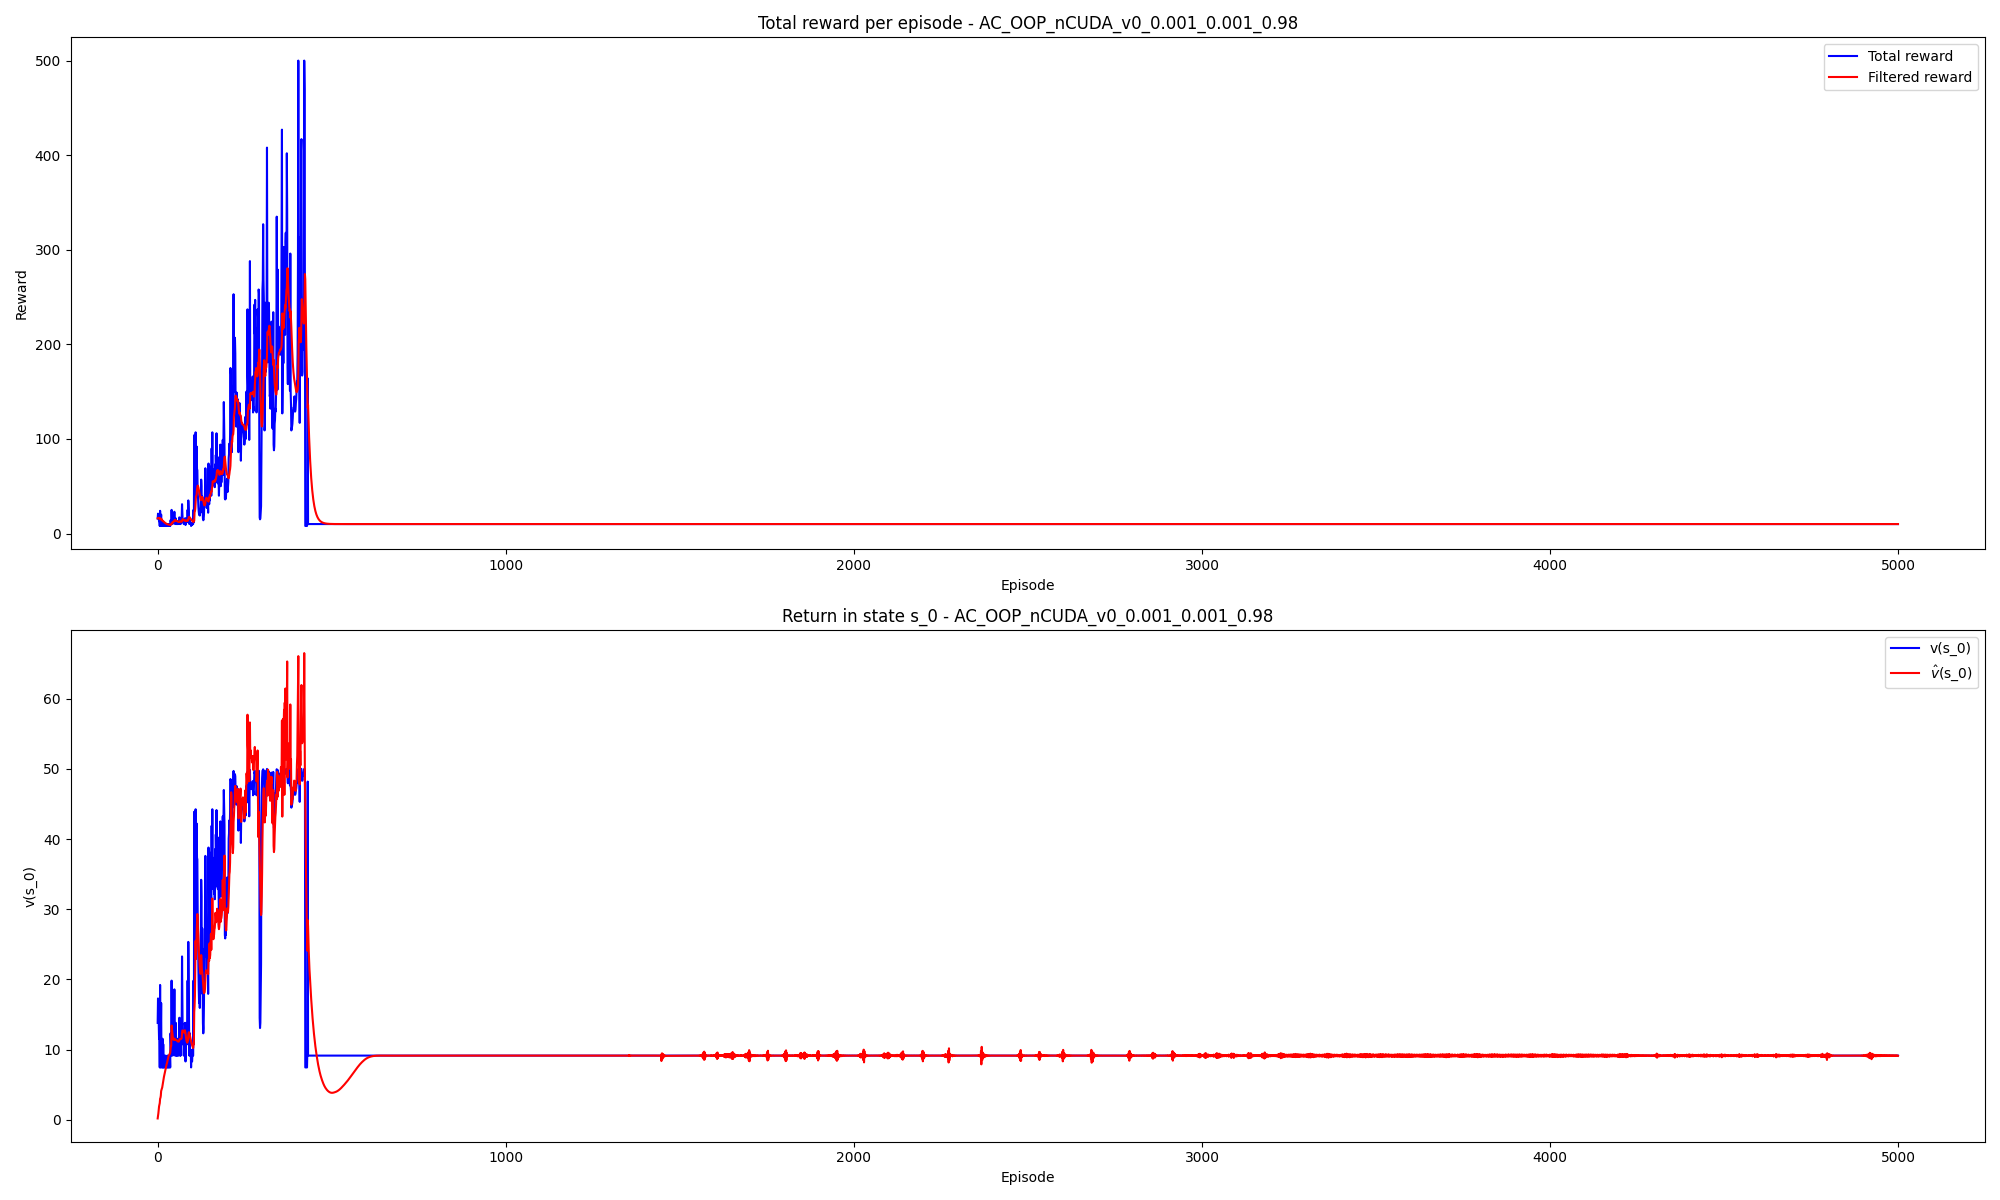 Total reward per episode - AC_OOP_nCUDA_v0_0.001_0.001_0.98
500
400
300
200
100
0
Reward
Total reward
Filtered reward
0
1000
2000
3000
4000
5000
Episode
Return in state s_0 - AC_OOP_nCUDA_v0_0.001_0.001_0.98
60
50
40
30
20
10
0
v(s_0)
v(s_0)
v̂(s_0)
0
1000
2000
3000
4000
5000
Episode